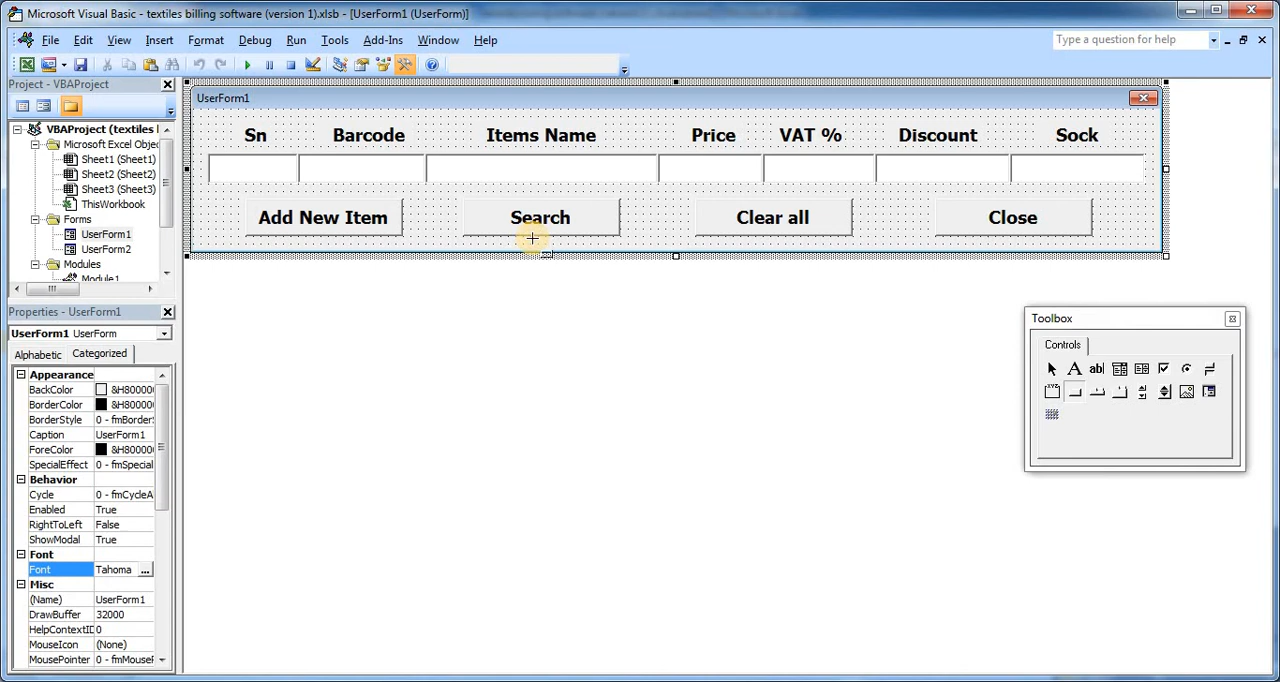 Microsoft Visual Basic - textiles billing software (version 1).xlsb - [UserForm1 (UserForm)]
File Edit View Insert Format Debug Run Tools Add-Ins Window Help
Type a question for help
Project - VBAProject
VBAProject (textiles
Microsoft Excel Objec
Sheet1 (Sheet1)
Sheet2 (Sheet2)
Sheet3 (Sheet3)
ThisWorkbook
Forms
UserForm1
UserForm2
Modules
Module1
Properties - UserForm1
UserForm1 UserForm
Alphabetic Categorized
Appearance
BackColor &H800000
BorderColor &H800000
BorderStyle 0 - fmBorderS
Caption UserForm1
ForeColor &H800000
SpecialEffect 0 - fmSpecial
Behavior
Cycle 0 - fmCycleA
Enabled True
RightToLeft False
ShowModal True
Font
Font Tahoma ...
Misc
(Name) UserForm1
DrawBuffer 32000
HelpContextID 0
MouseIcon (None)
MousePointer 0 - fmMouseP
UserForm1
Sn Barcode Items Name Price VAT % Discount Sock
Add New Item Search Clear all Close
Toolbox
Controls
A ab|